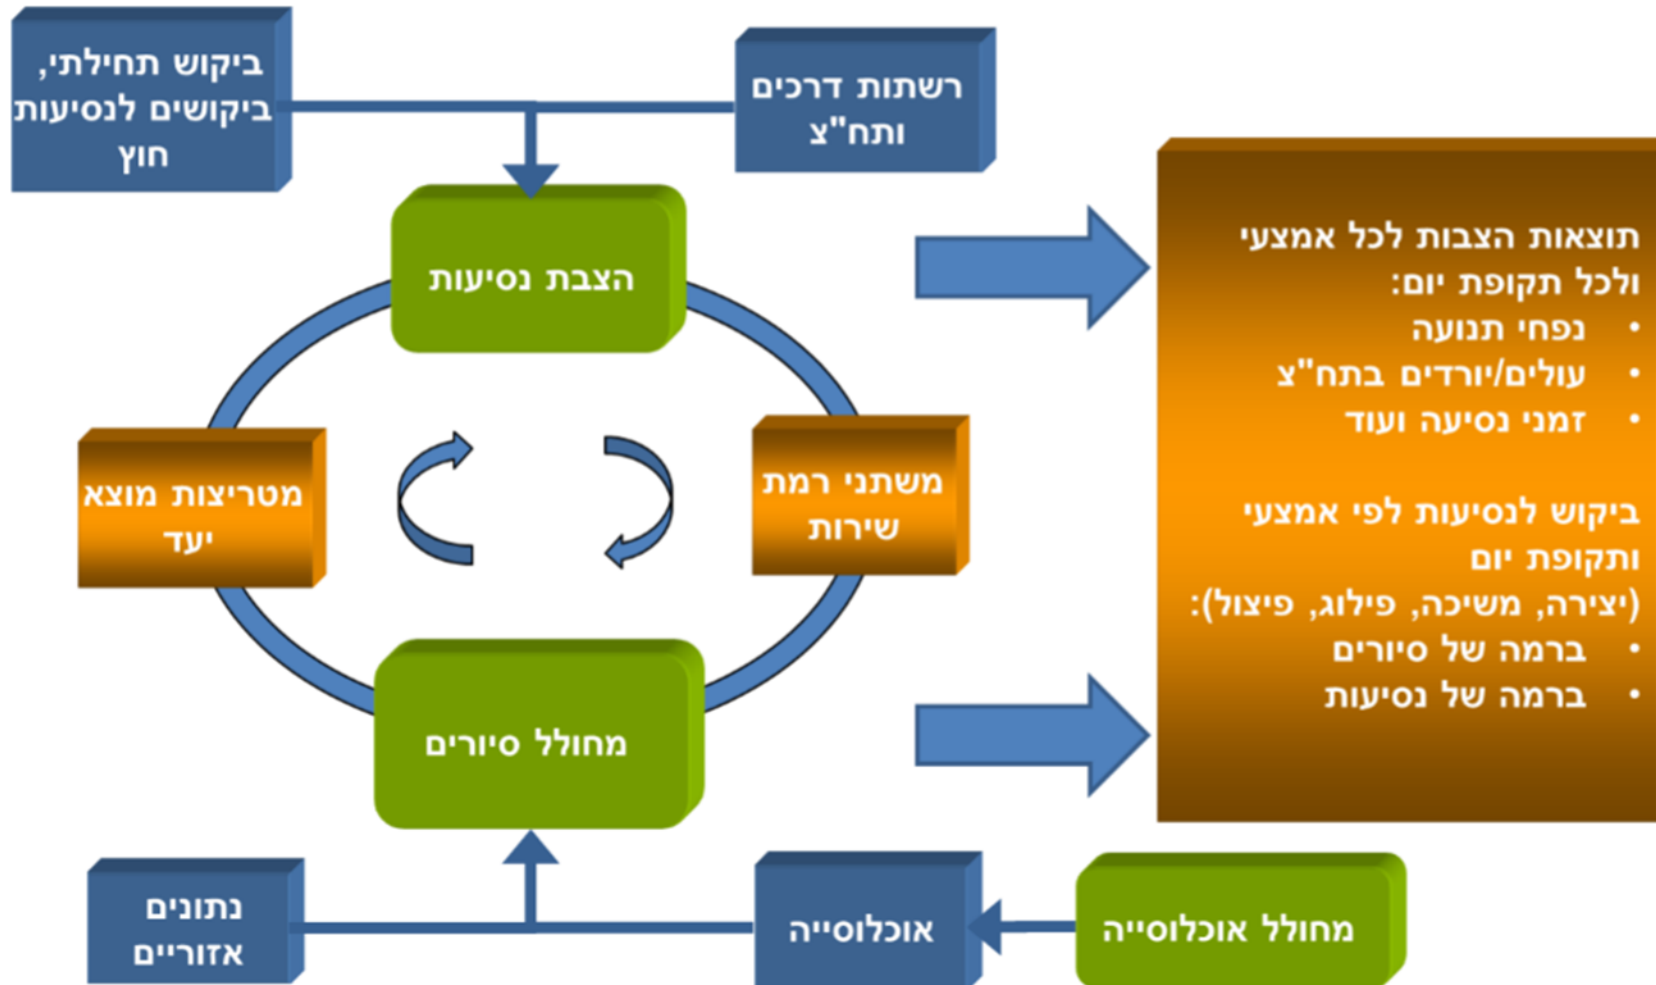 ביקוש תחילתי,
ביקושים לנסיעות
חוץ
רשתות דרכים
ותח"צ
הצבת נסיעות
מטריצות מוצא
יעד
משתני רמת
שירות
מחולל סיורים
נתונים
אזוריים
אוכלוסייה
מחולל אוכלוסייה
תוצאות הצבות לכל אמצעי
ולכל תקופת יום:
• נפחי תנועה
• עולים/יורדים בתח"צ
• זמני נסיעה ועוד
ביקוש לנסיעות לפי אמצעי
ותקופת יום
(יצירה, משיכה, פילוג, פיצול):
• ברמה של סיורים
• ברמה של נסיעות